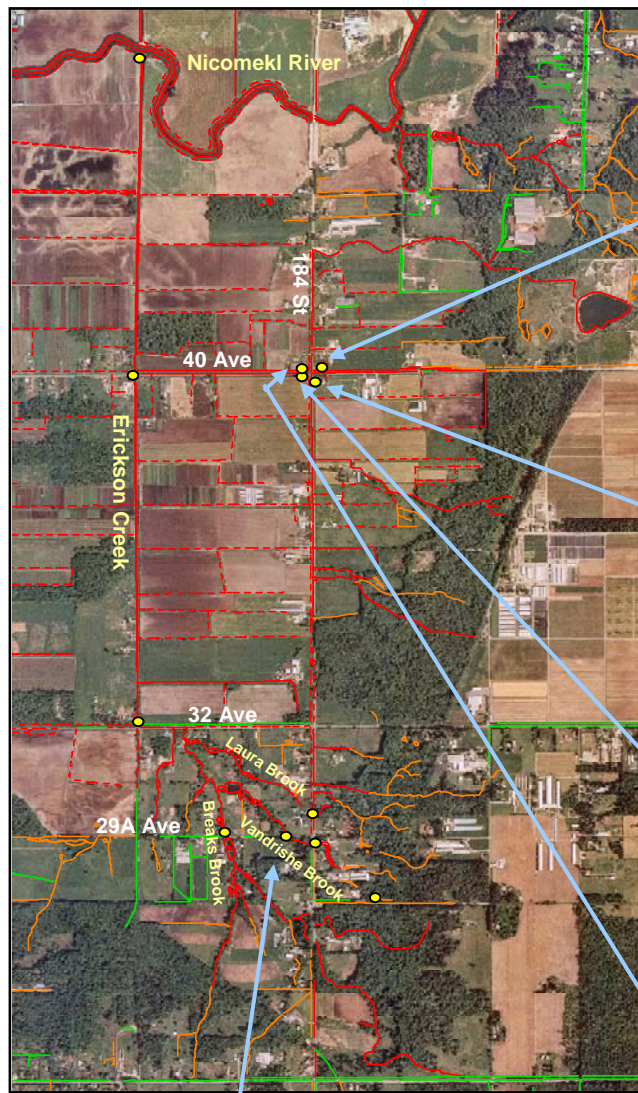 Nicomekl River
184 St
40 Ave
Erickson Creek
32 Ave
Laura Brook
29A Ave
Breaks Brook
Vandrishe Brook